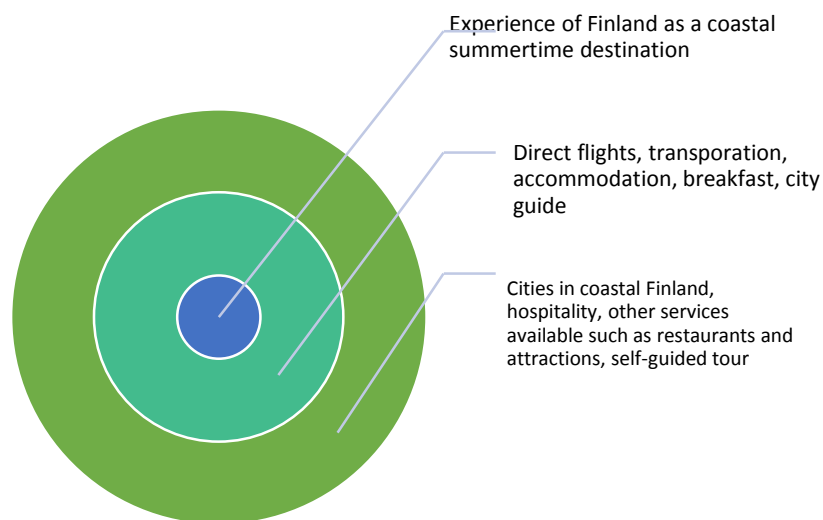 Experience of Finland as a coastal
summertime destination
Direct flights, transporation,
accommodation, breakfast, city
guide
Cities in coastal Finland,
hospitality, other services
available such as restaurants and
attractions, self-guided tour